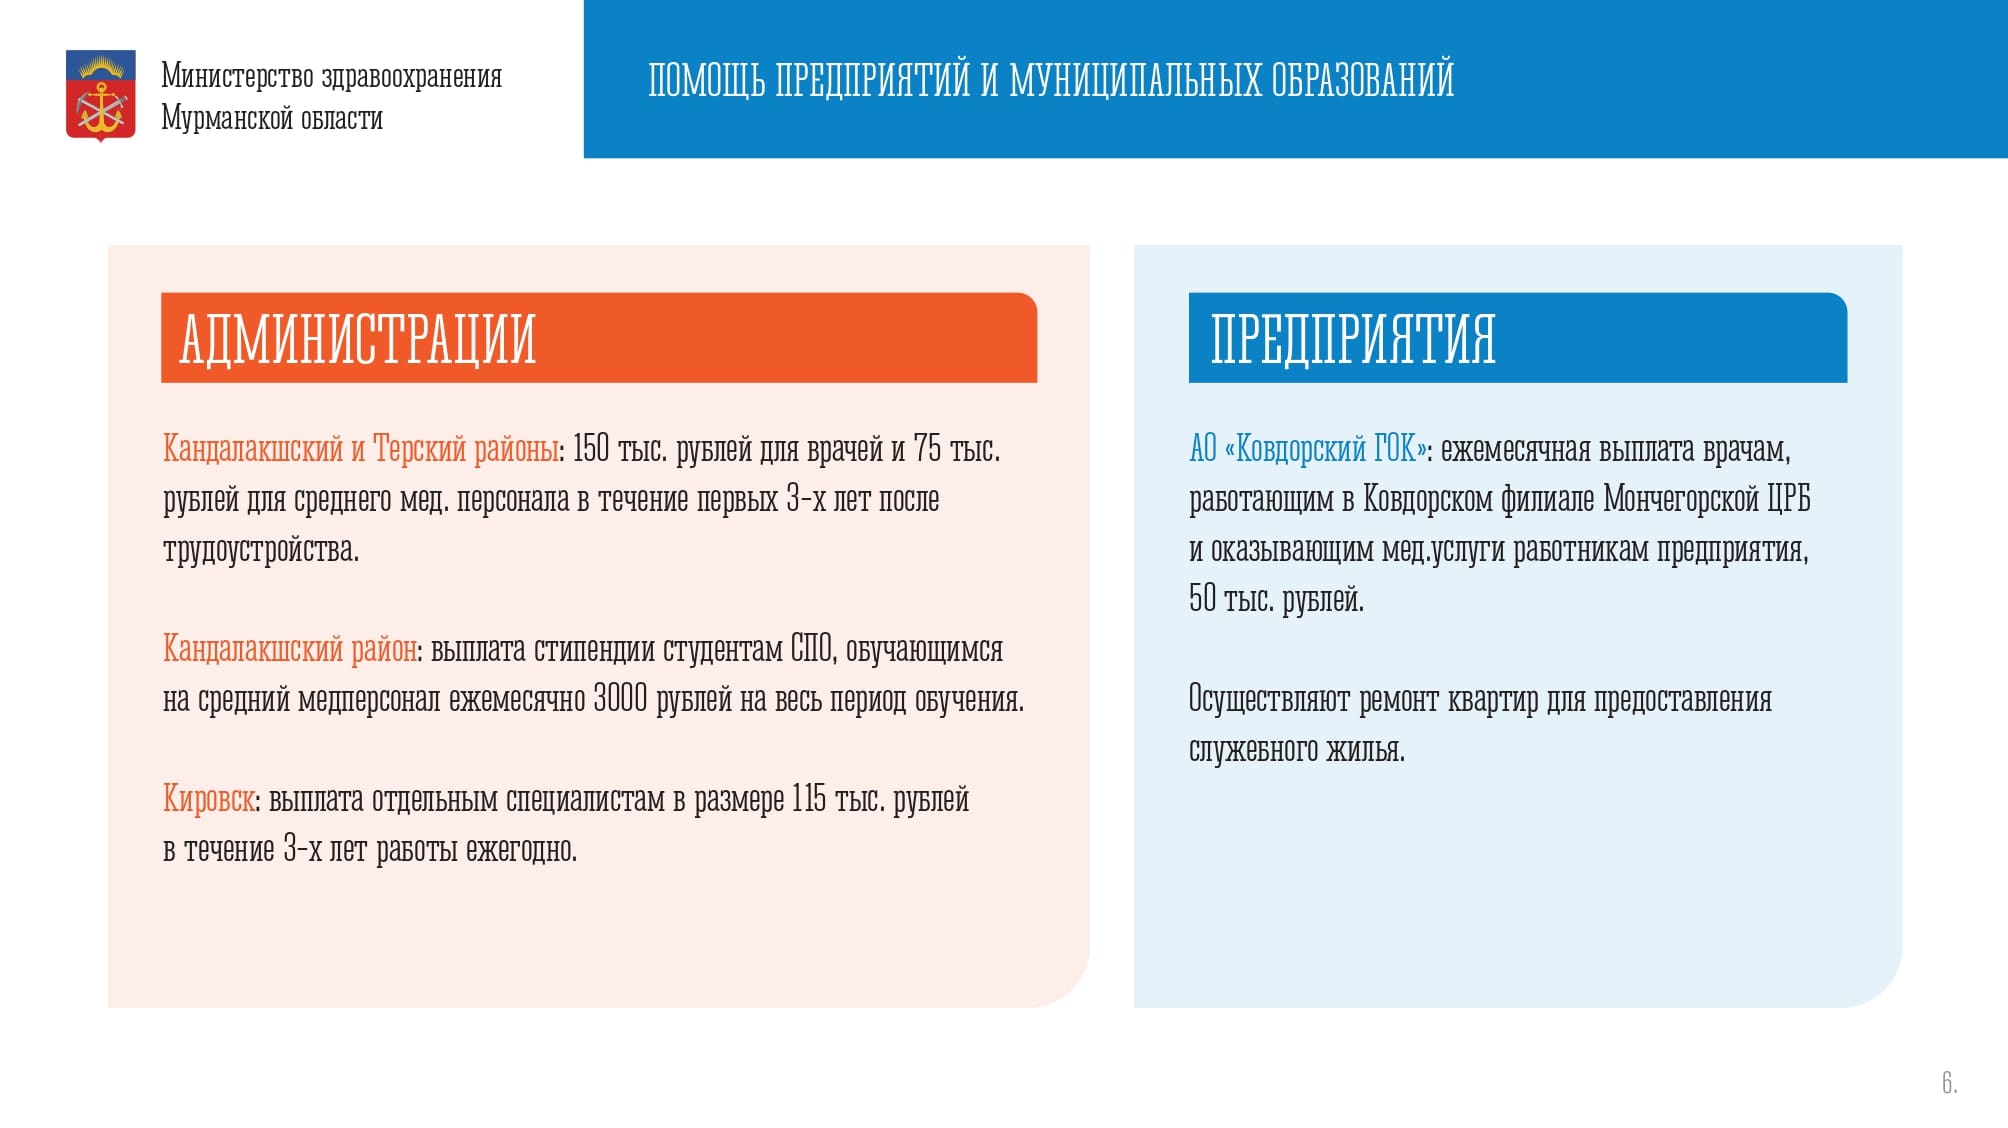 Министерство здравоохранения
Мурманской области
ПОМОЩЬ ПРЕДПРИЯТИЙ И МУНИЦИПАЛЬНЫХ ОБРАЗОВАНИЙ
АДМИНИСТРАЦИИ
Кандалакшский и Терский районы: 150 тыс. рублей для врачей и 75 тыс.
рублей для среднего мед. персонала в течение первых 3-х лет после
трудоустройства.
Кандалакшский район: выплата стипендии студентам СПО, обучающимся
на средний медперсонал ежемесячно 3000 рублей на весь период обучения.
Кировск: выплата отдельным специалистам в размере 115 тыс. рублей
в течение 3-х лет работы ежегодно.
ПРЕДПРИЯТИЯ
АО «Ковдорский ГОК»: ежемесячная выплата врачам,
работающим в Ковдорском филиале Мончегорской ЦРБ
и оказывающим мед.услуги работникам предприятия,
50 тыс. рублей.
Осуществляют ремонт квартир для предоставления
служебного жилья.
6.